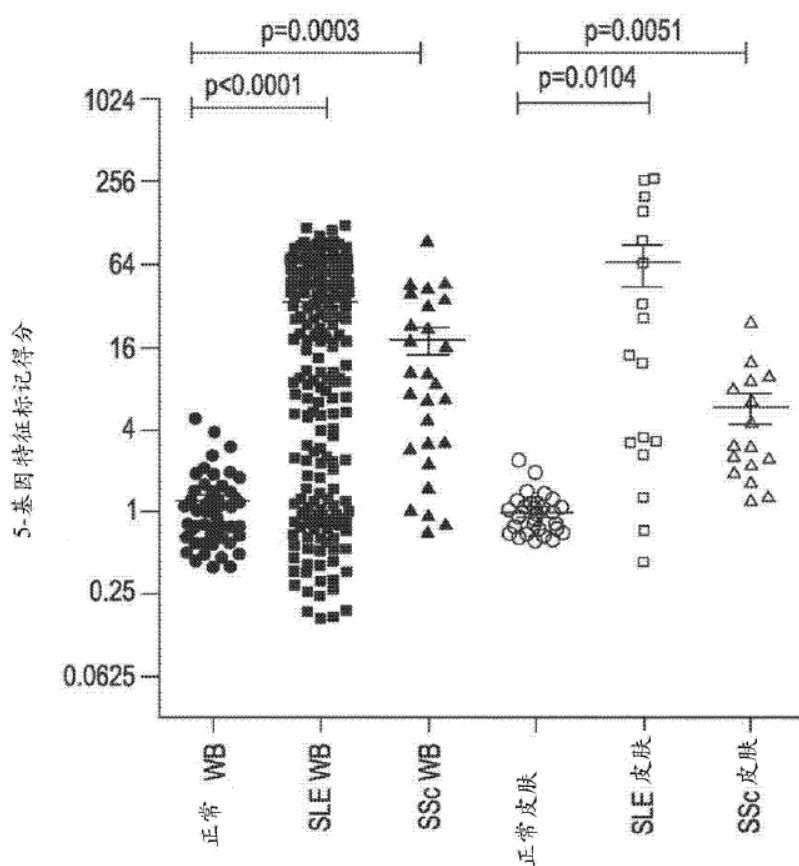 p=0.0003
p=0.0051
p<0.0001
p=0.0104
1024
256
64
16
4
1
0.25
0.0625
5-基因特征标记得分
正常 WB
SLE WB
SSc WB
正常皮肤
SLE 皮肤
SSc 皮肤